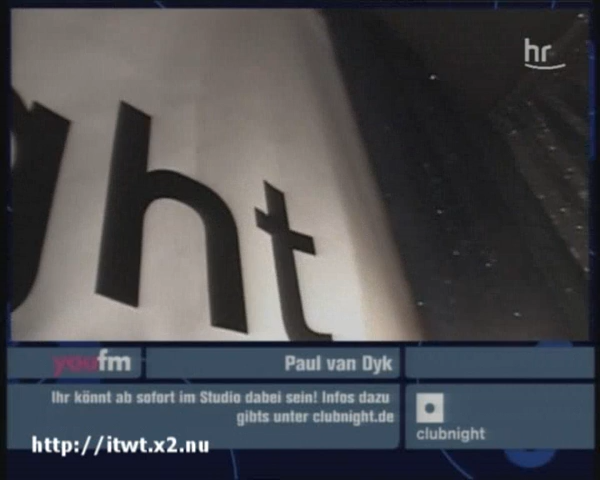 hr
ght
youfm
Paul van Dyk
Ihr könnt ab sofort im Studio dabei sein! Infos dazu
gibts unter clubnight.de
clubnight
http://itwt.x2.nu